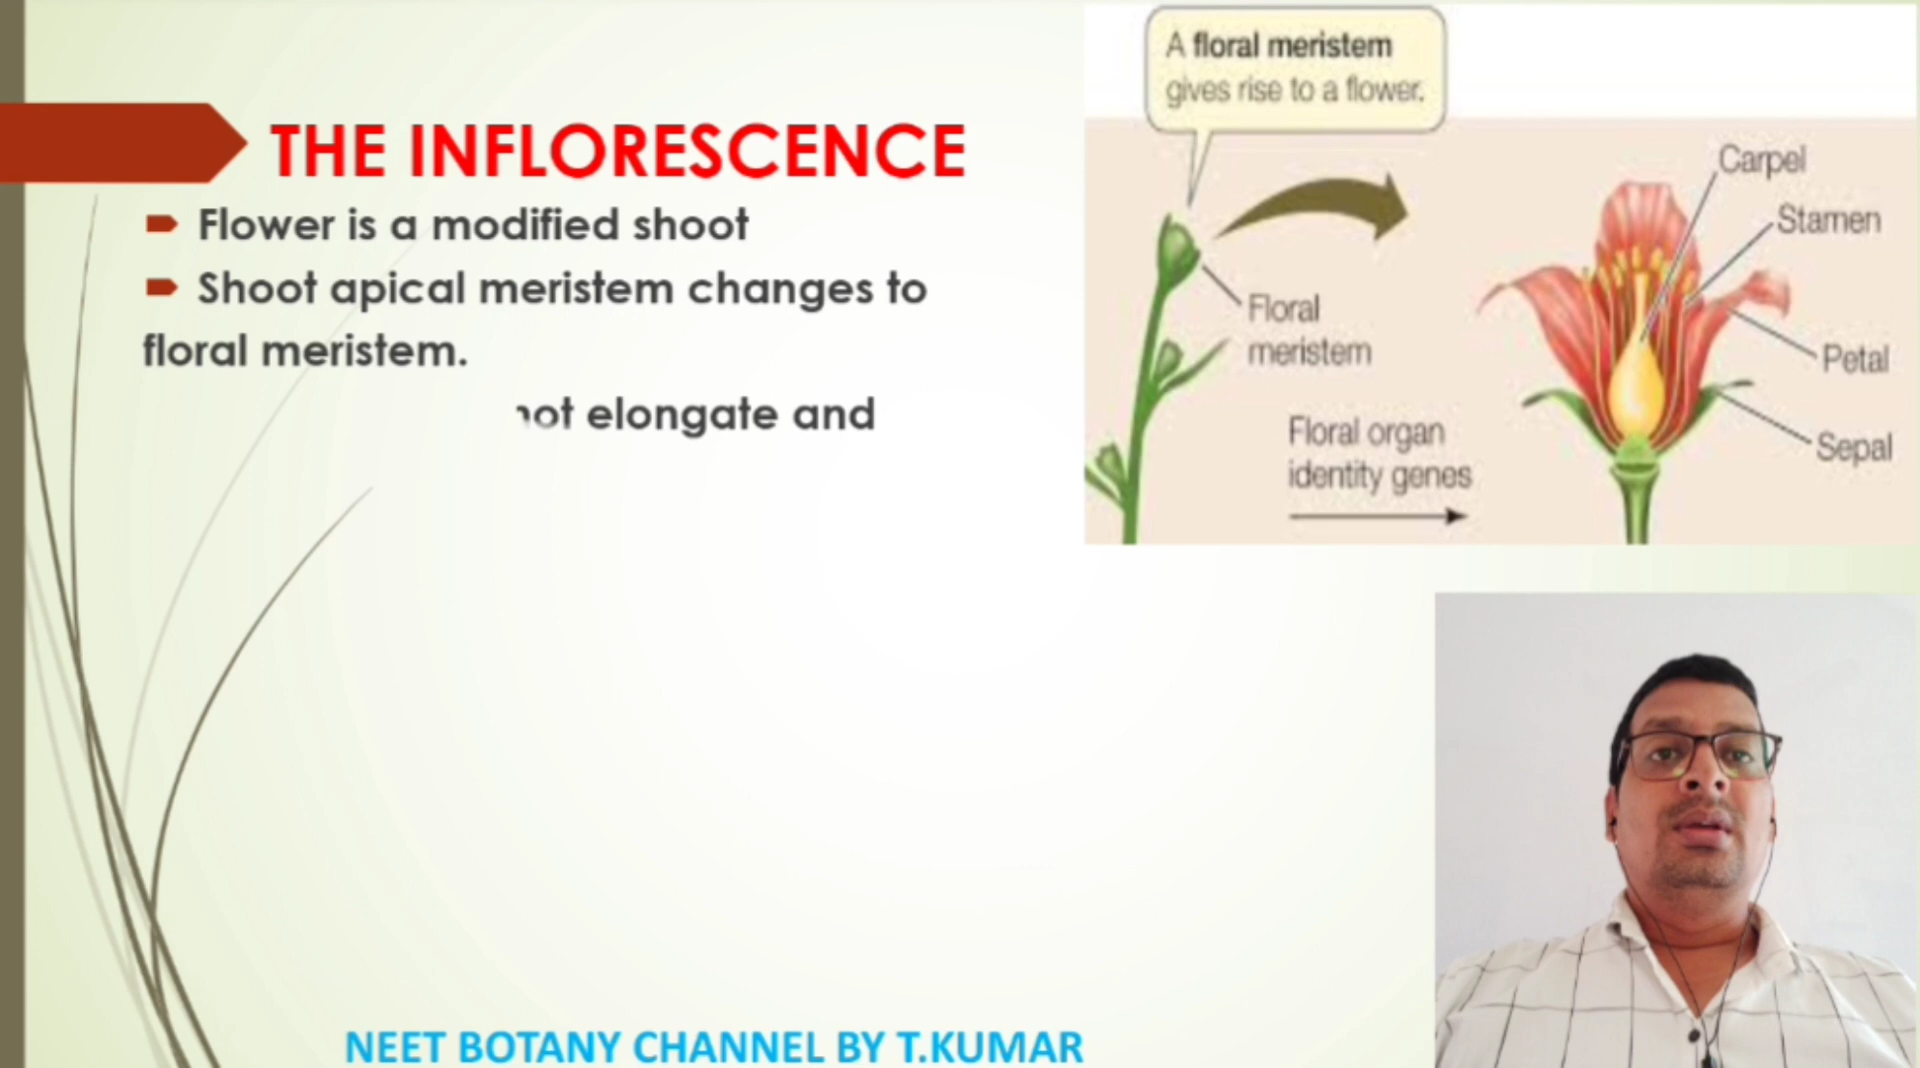 THE INFLORESCENCE
Flower is a modified shoot
Shoot apical meristem changes to
floral meristem.
not elongate and
A floral meristem
gives rise to a flower.
Carpel
Stamen
Floral
meristem
Petal
Floral organ
identity genes
Sepal
NEET BOTANY CHANNEL BY T.KUMAR